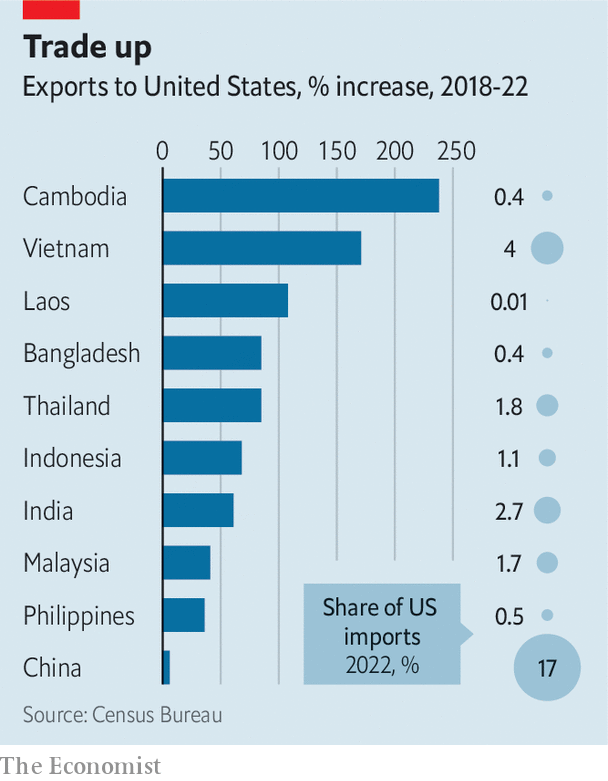 Trade up
Exports to United States, % increase, 2018-22
0 50 100 150 200 250
Cambodia 0.4
Vietnam 4
Laos 0.01
Bangladesh 0.4
Thailand 1.8
Indonesia 1.1
India 2.7
Malaysia 1.7
Philippines 0.5
Share of US
imports
2022, %
China 17
Source: Census Bureau
The Economist